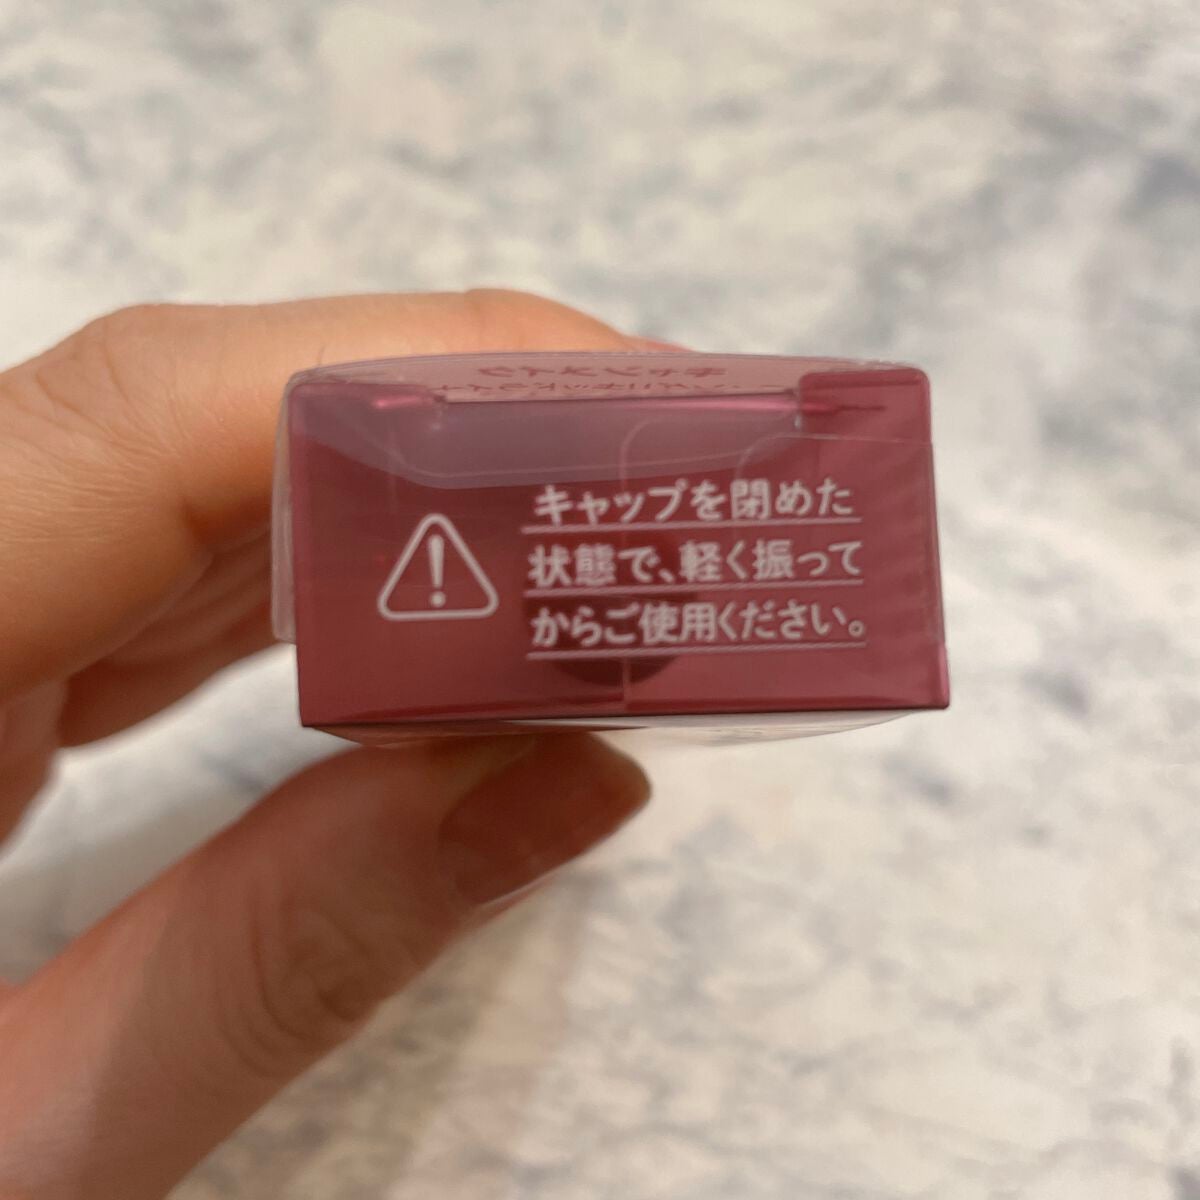 キャップを閉めた
状態で、軽く振って
からご使用ください。